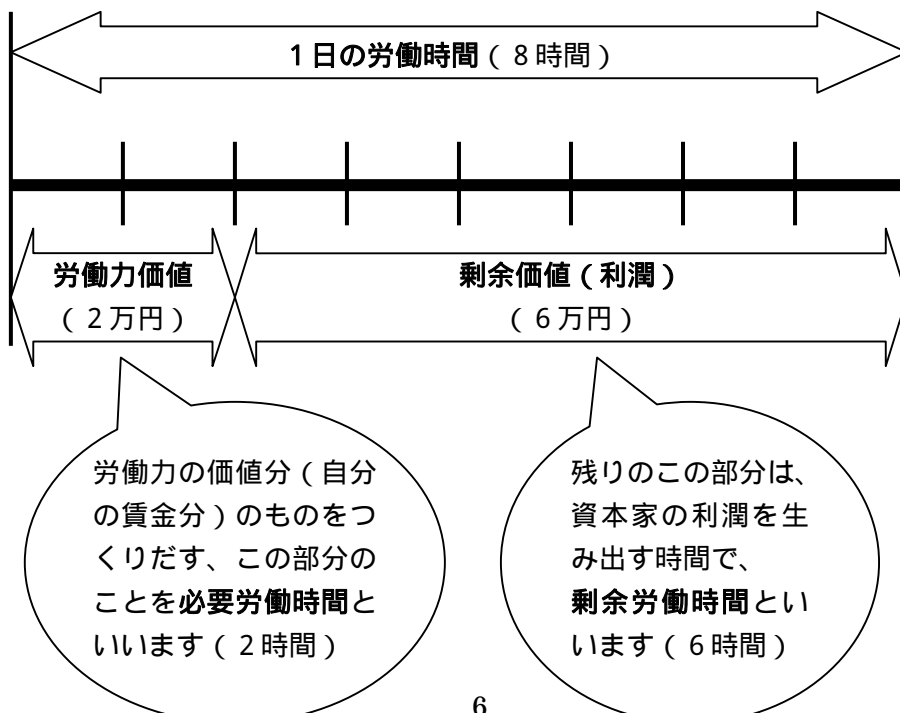 1日の労働時間（8時間）
労働力価値
（2万円）
剰余価値（利潤）
（6万円）
労働力の価値分（自分
の賃金分）のものをつ
くりだす、この部分の
ことを必要労働時間と
いいます（2時間）
残りのこの部分は、
資本家の利潤を生
み出す時間で、
剰余労働時間とい
います（6時間）
6